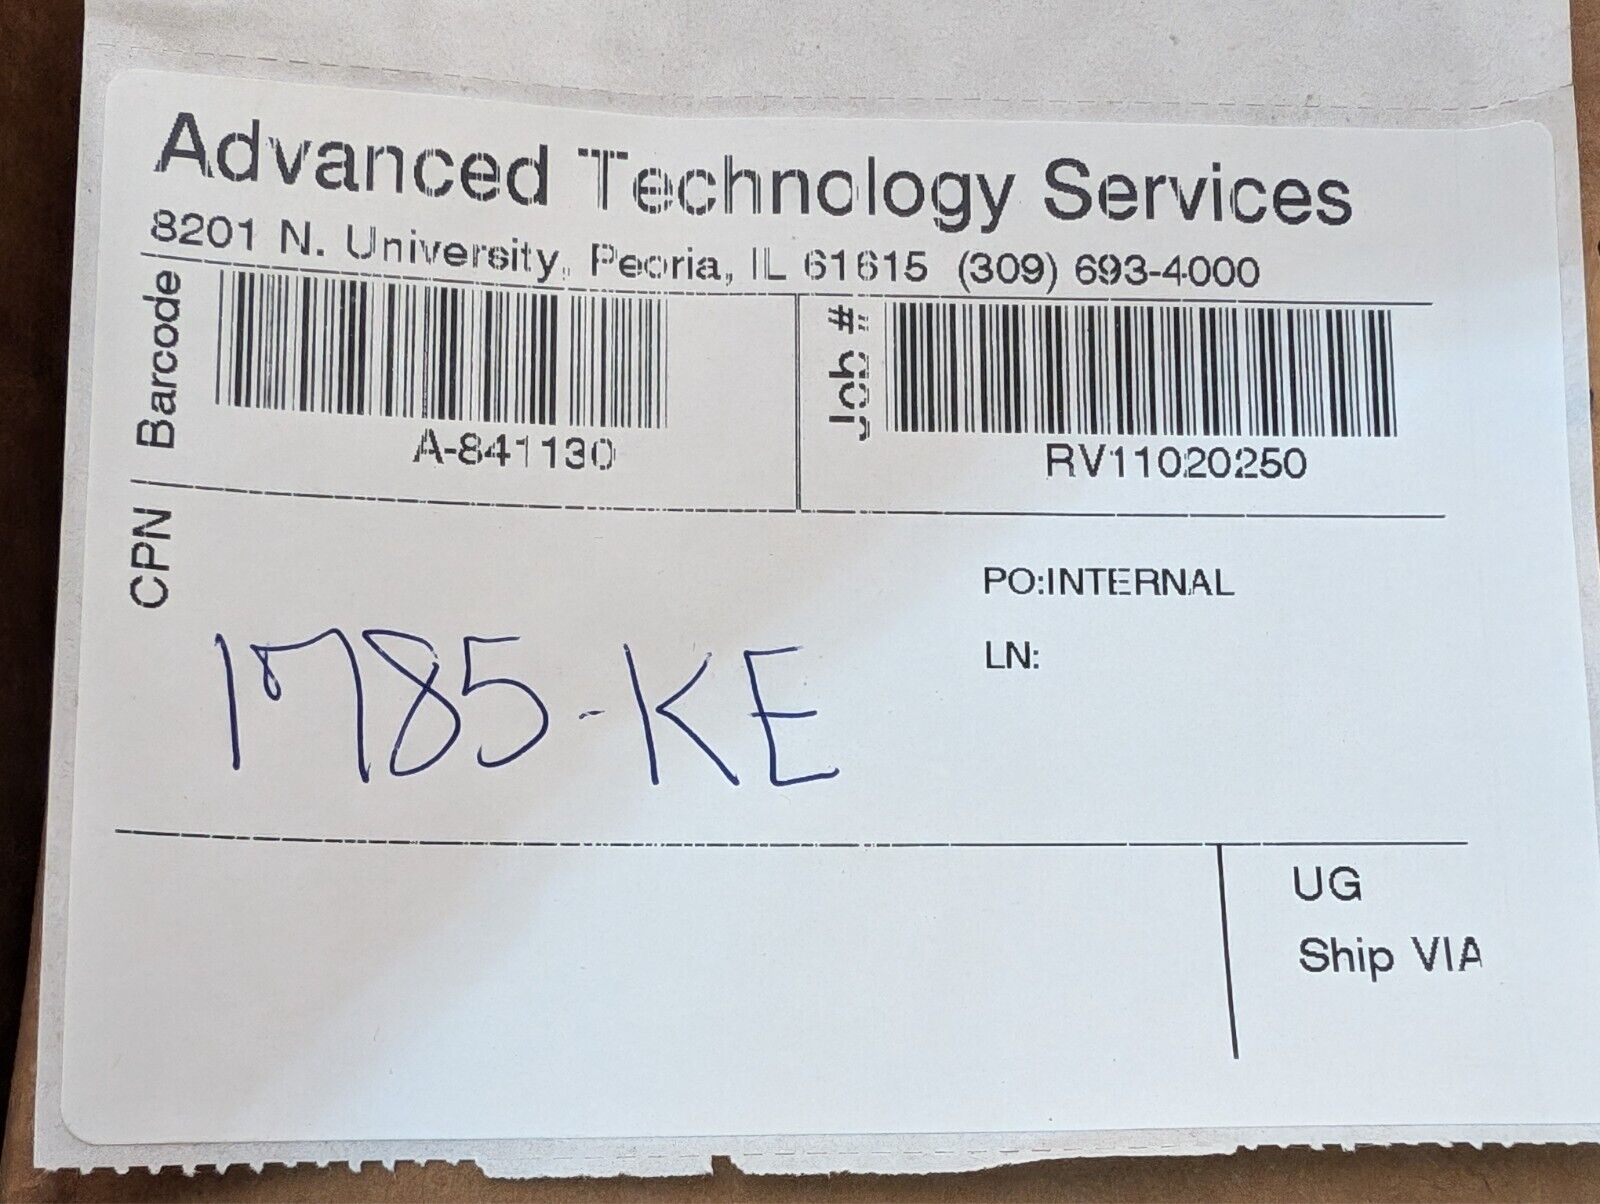 Advanced Technology Services
8201 N. University, Peoria, IL 61615 (309) 693-4000
CPN Barcode
A-841130
Job #
RV11020250
PO:INTERNAL
LN:
1785-KE
UG
Ship VIA